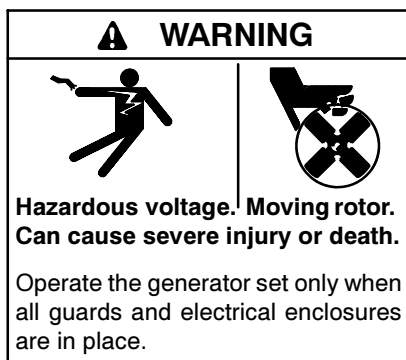 WARNING
Hazardous voltage. Moving rotor.
Can cause severe injury or death.
Operate the generator set only when
all guards and electrical enclosures
are in place.